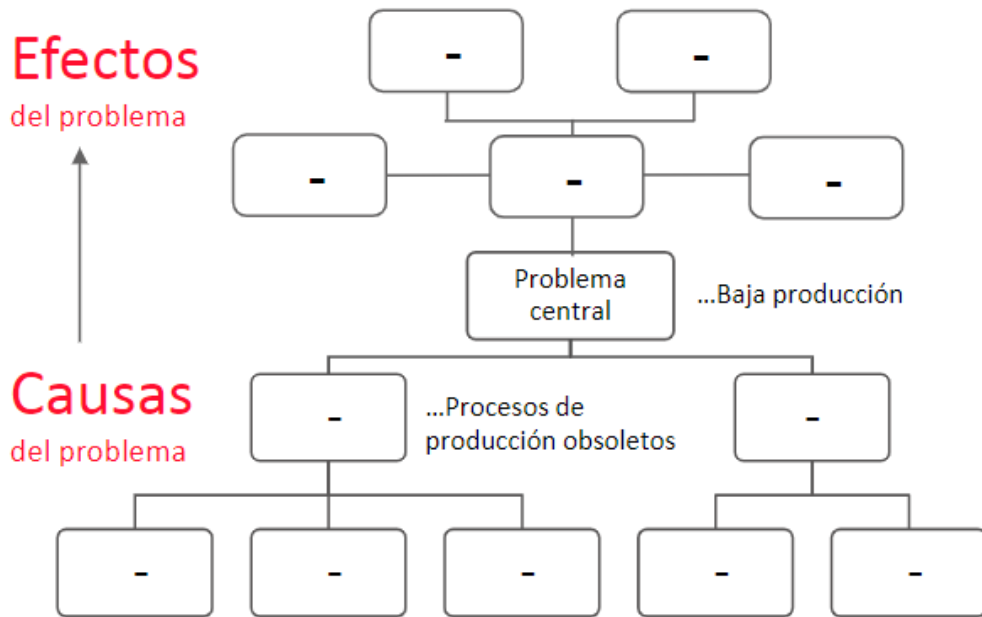 Efectos
del problema
-
-
-
-
-
Problema
central
...Baja producción
Causas
del problema
-
...Procesos de
producción obsoletos
-
-
-
-
-
-